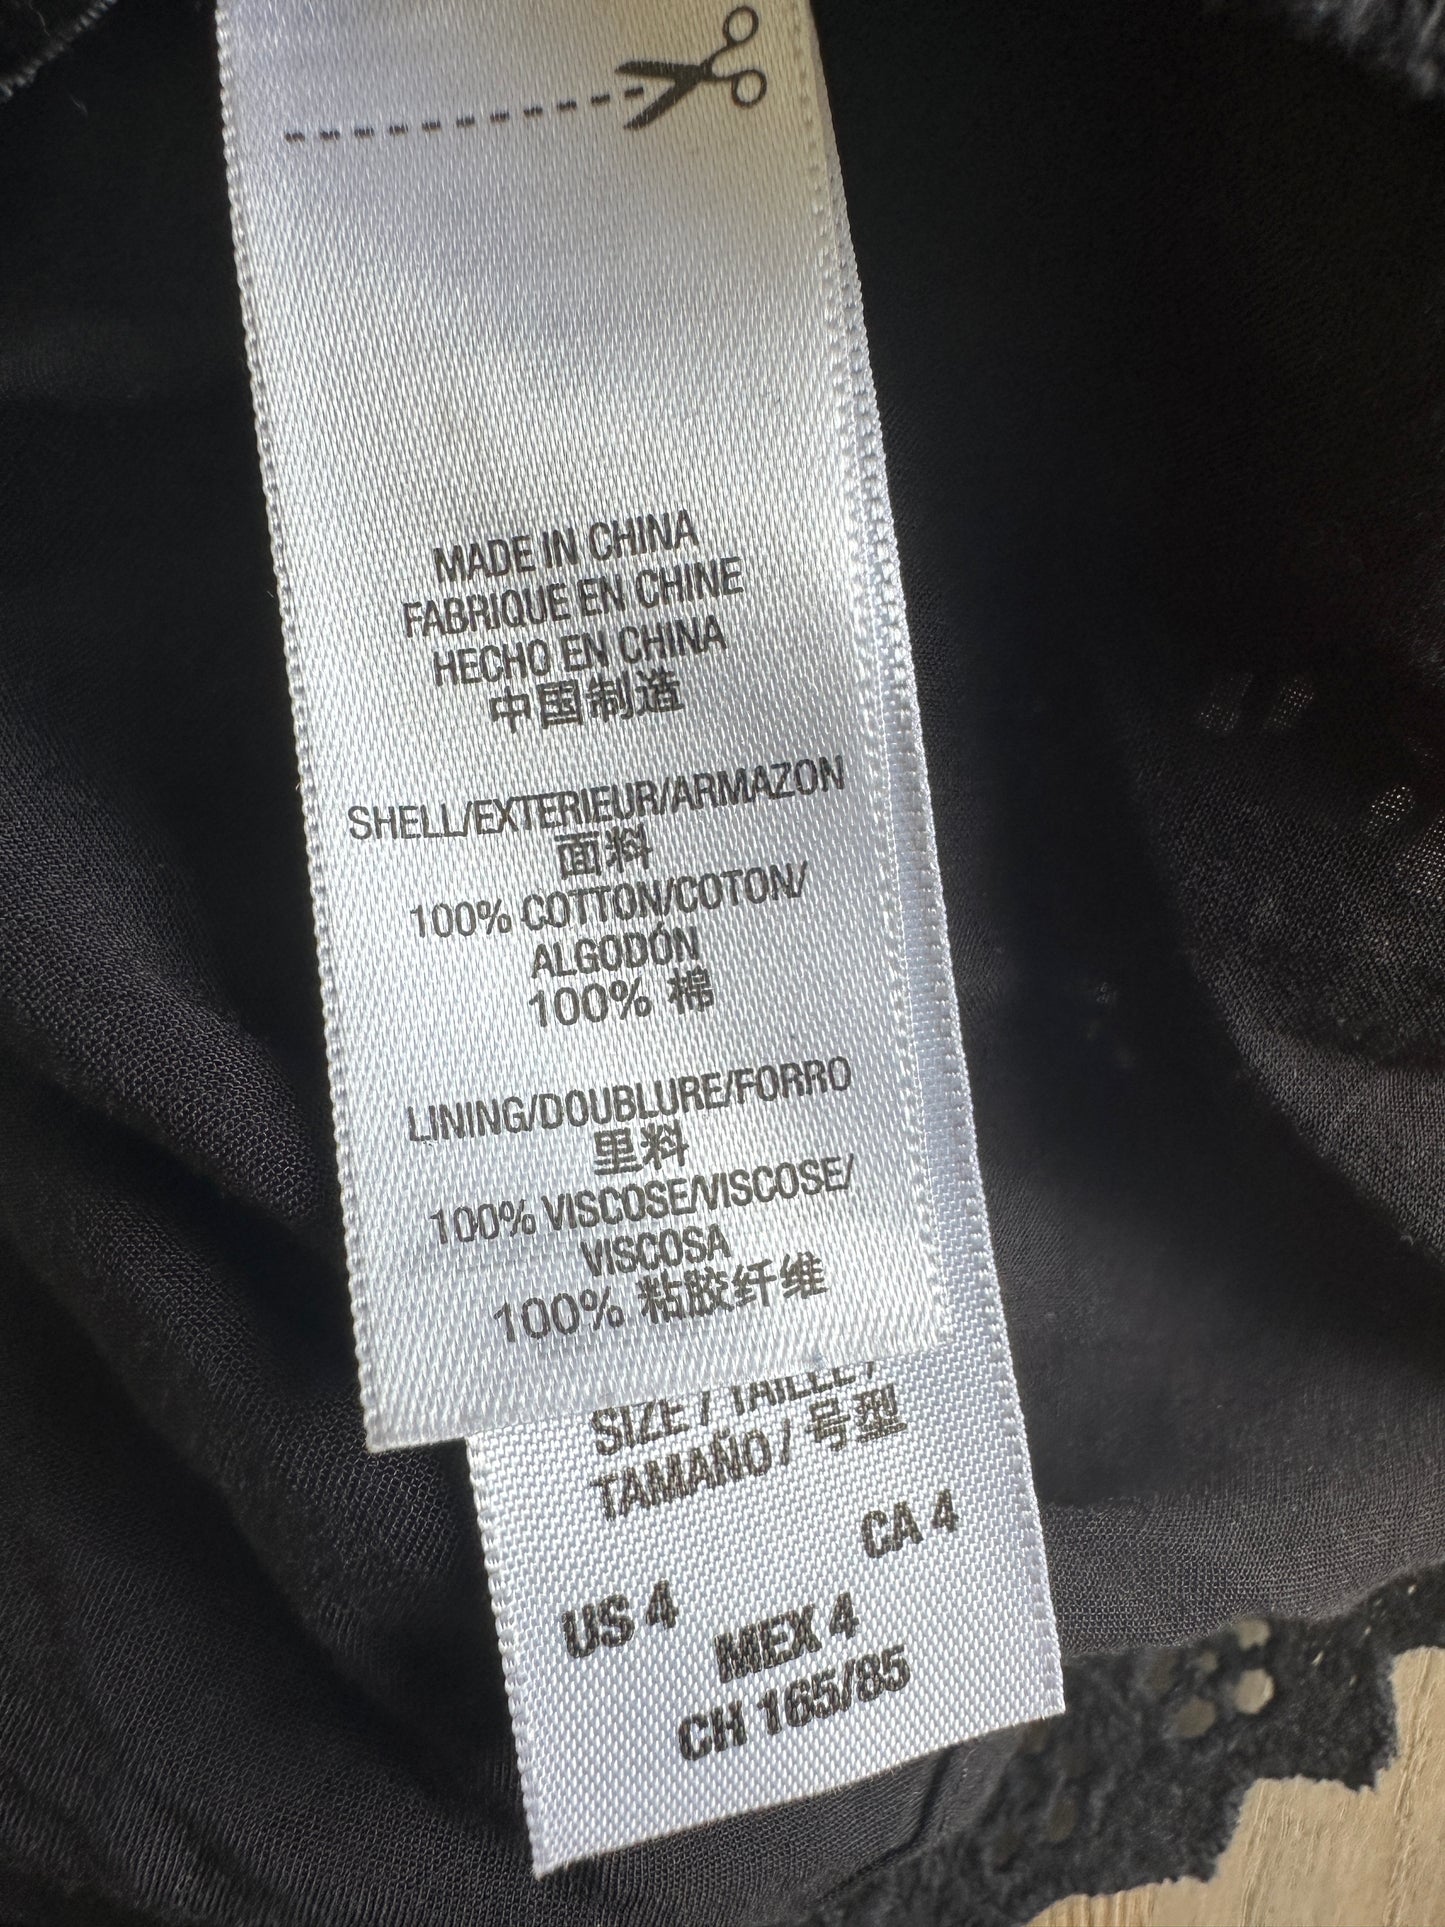 MADE IN CHINA
FABRIQUE EN CHINE
HECHO EN CHINA
中国制造
SHELL/EXTERIEUR/ARMAZON
面料
100% COTTON/COTON/
ALGODÓN
100% 棉
LINING/DOUBLURE/FORRO
里料
100% VISCOSE/VISCOSE/
VISCOSA
100% 粘胶纤维
SIZE / TAILLE /
TAMAÑO / 号型
CA 4
US 4
MEX 4
CH 165/85